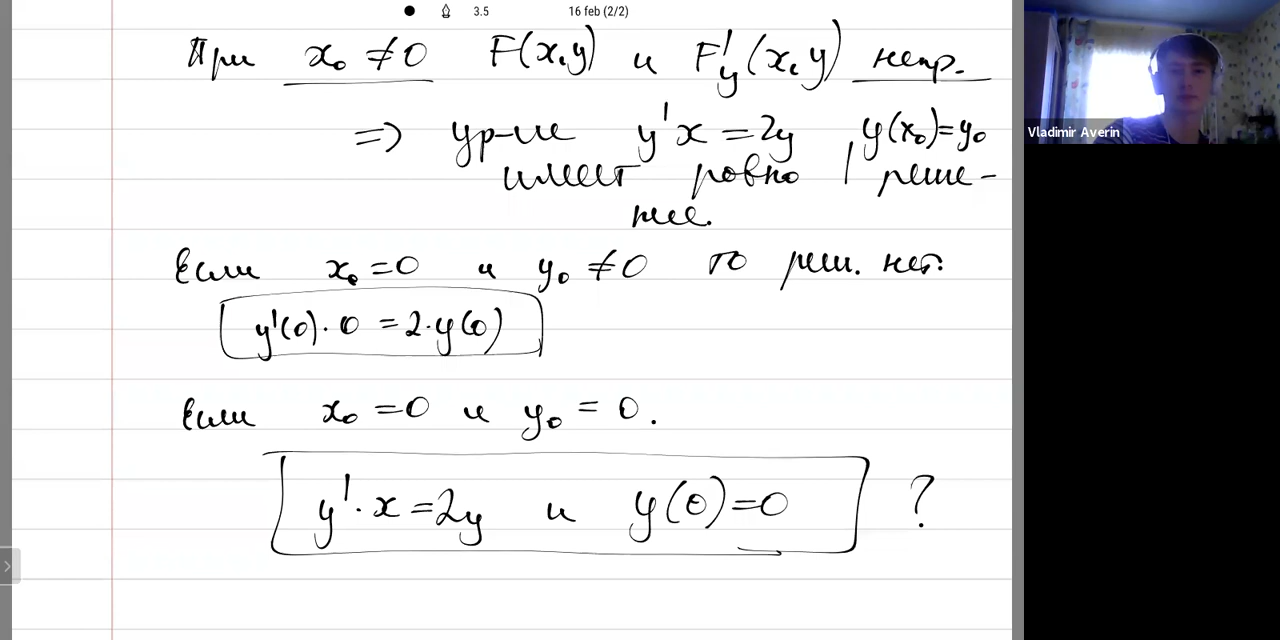 3.5 16 feb (2/2)
При x₀ ≠ 0 F(x,y) и F'y(x,y) непр.
=> ур-ие y'x = 2y, y(x₀)=y₀
имеет ровно 1 реше-
ние.
Если x₀ = 0 и y₀ ≠ 0 то реш. нет:
y'(0)·0 = 2·y(0)
Если x₀ = 0 и y₀ = 0.
y'·x = 2y и y(0)=0 ?
Vladimir Averin